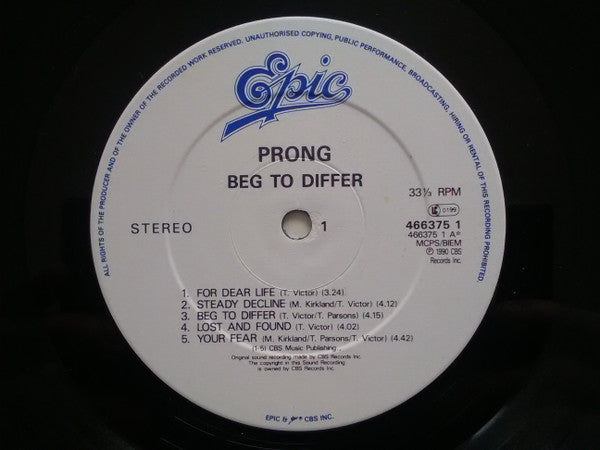 ALL RIGHTS OF THE PRODUCER AND OF THE OWNER OF THE RECORDED WORK RESERVED. UNAUTHORISED COPYING, PUBLIC PERFORMANCE, BROADCASTING, HIRING OR RENTAL OF THIS RECORDING PROHIBITED.
Epic
PRONG
BEG TO DIFFER
33⅓ RPM
STEREO
1
0199
466375 1
466375 1 A°
MCPS/BIEM
℗ 1990 CBS
Records Inc.
1. FOR DEAR LIFE (T. Victor) (3.24)
2. STEADY DECLINE (M. Kirkland/T. Victor) (4.12)
3. BEG TO DIFFER (T. Victor/T. Parsons) (4.15)
4. LOST AND FOUND (T. Victor) (4.02)
5. YOUR FEAR (M. Kirkland/T. Parsons/T. Victor) (4.42)
(1-5) CBS Music Publishing
Original sound recording made by CBS Records Inc.
The copyright in this Sound Recording
is owned by CBS Records Inc.
EPIC & CBS INC.